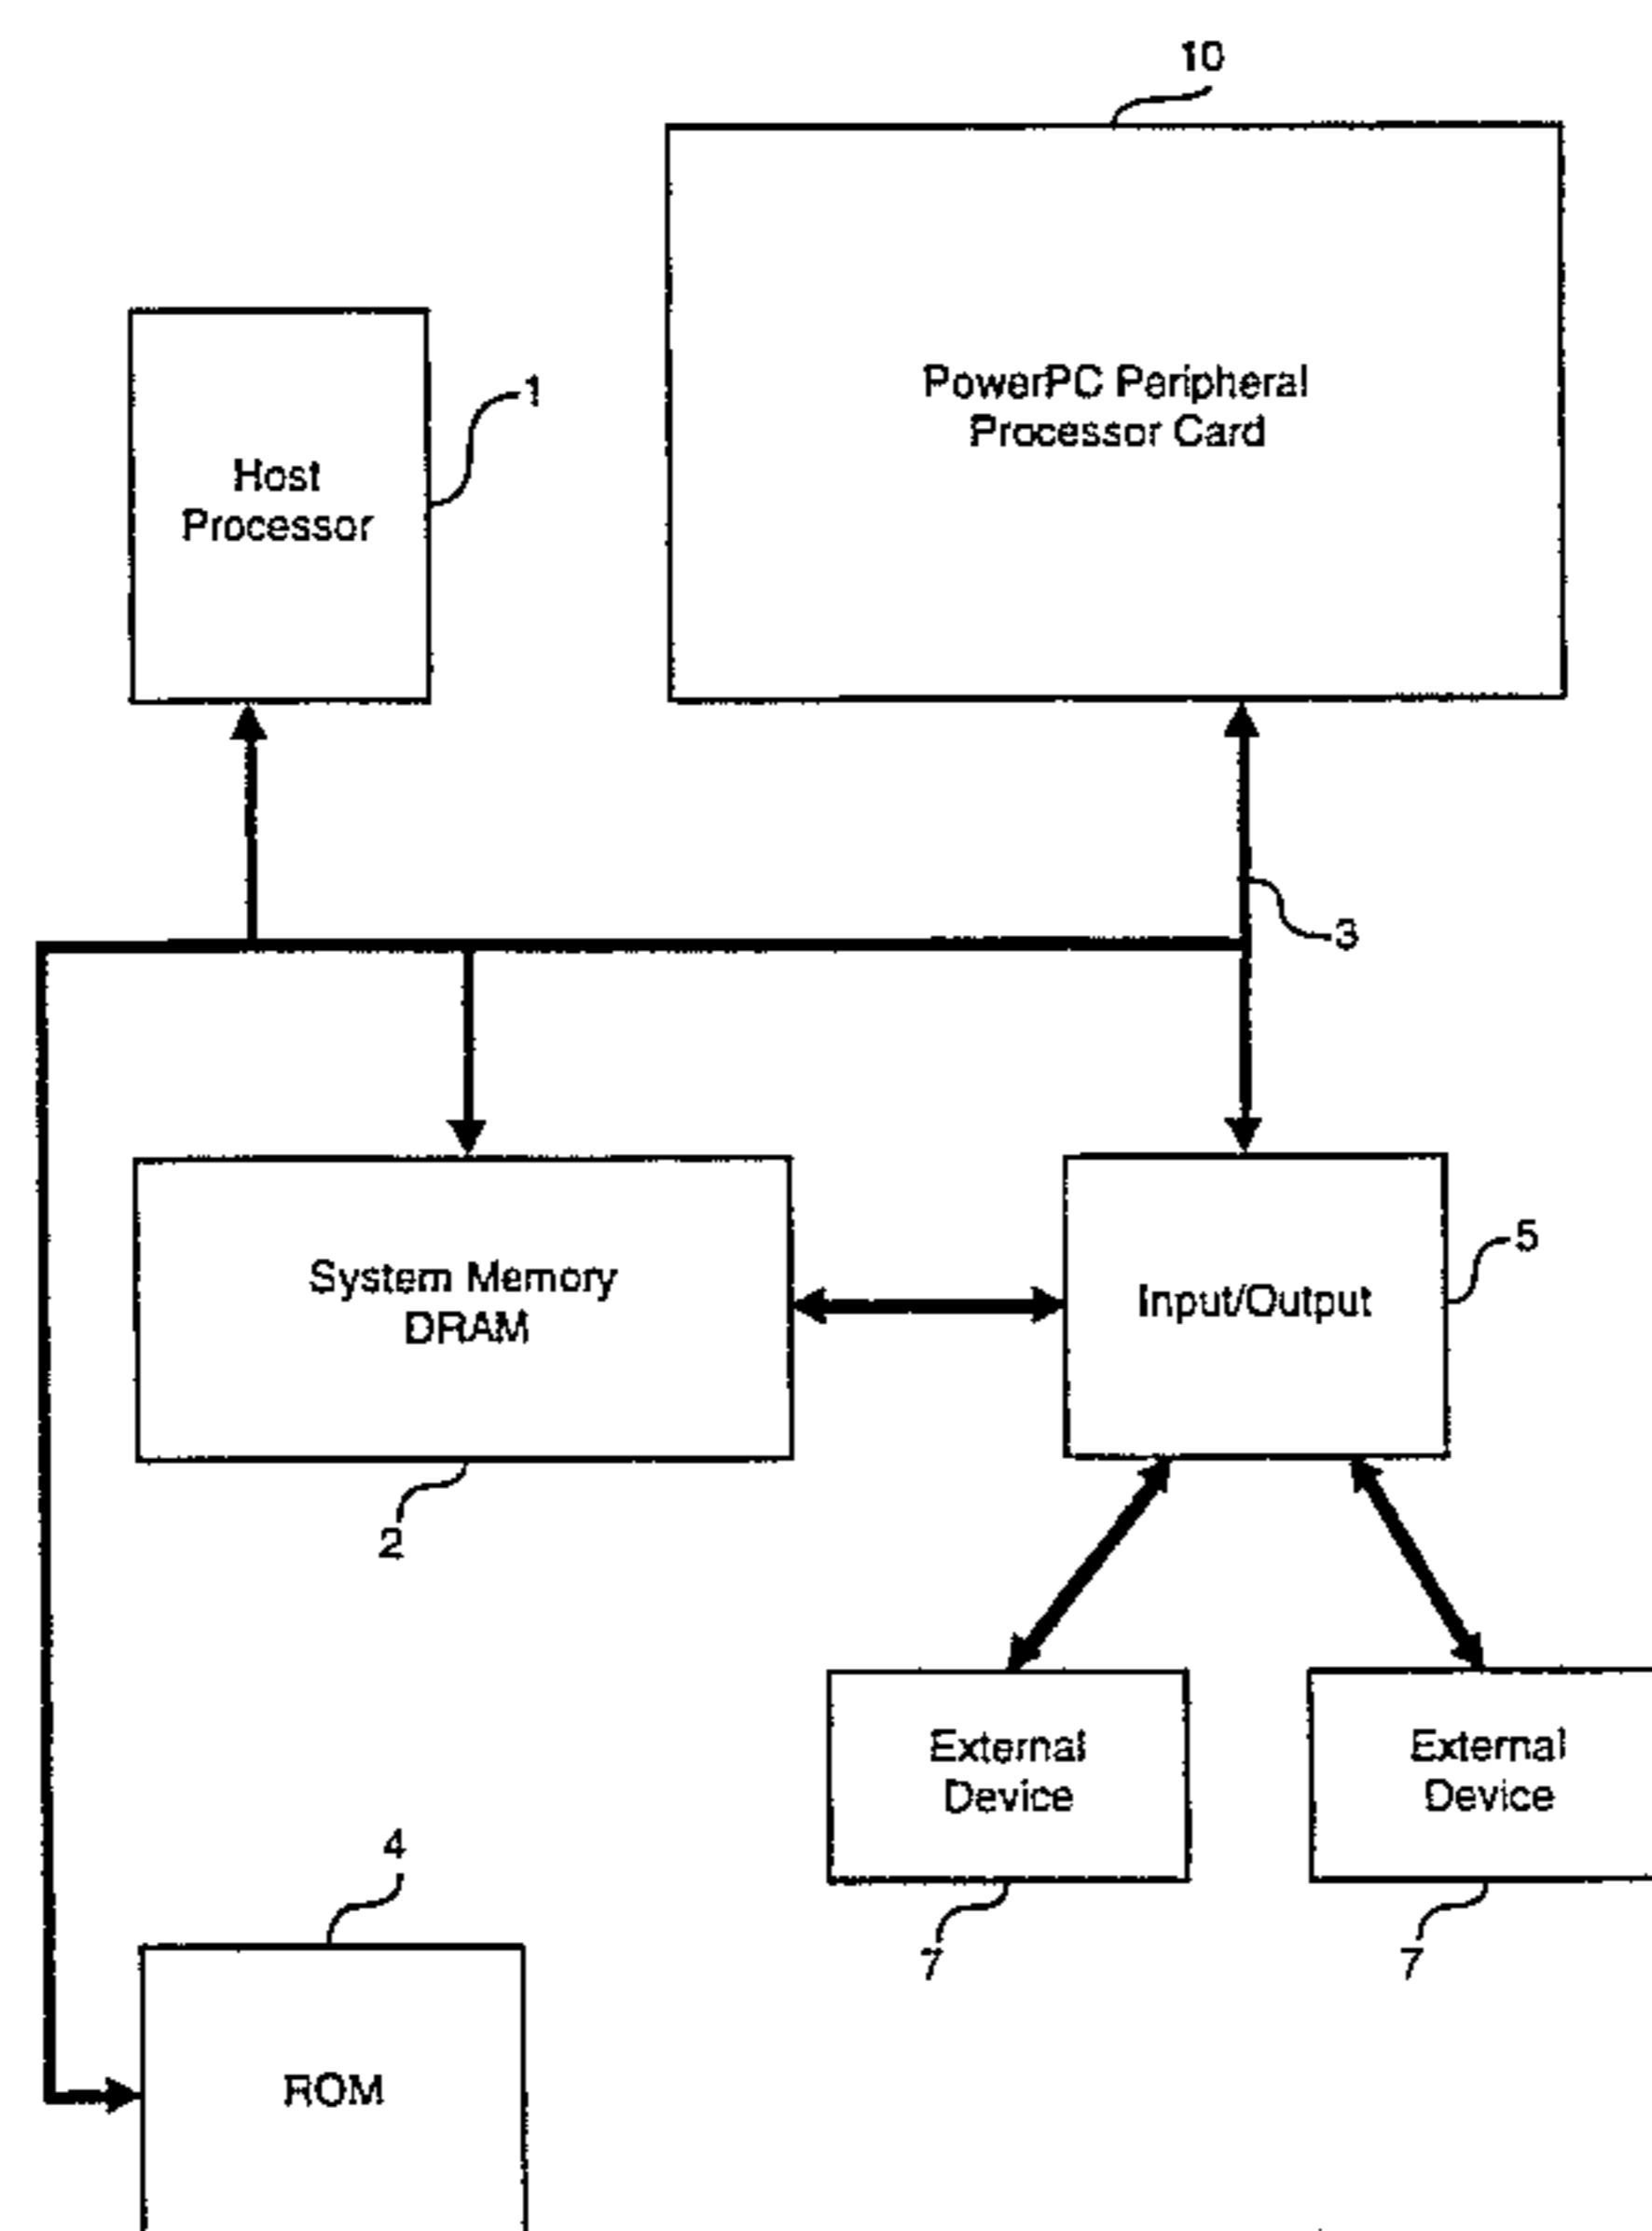 10
PowerPC Peripheral
Processor Card
1
Host
Processor
3
System Memory
DRAM
5
Input/Output
2
External
Device
External
Device
4
7
7
ROM